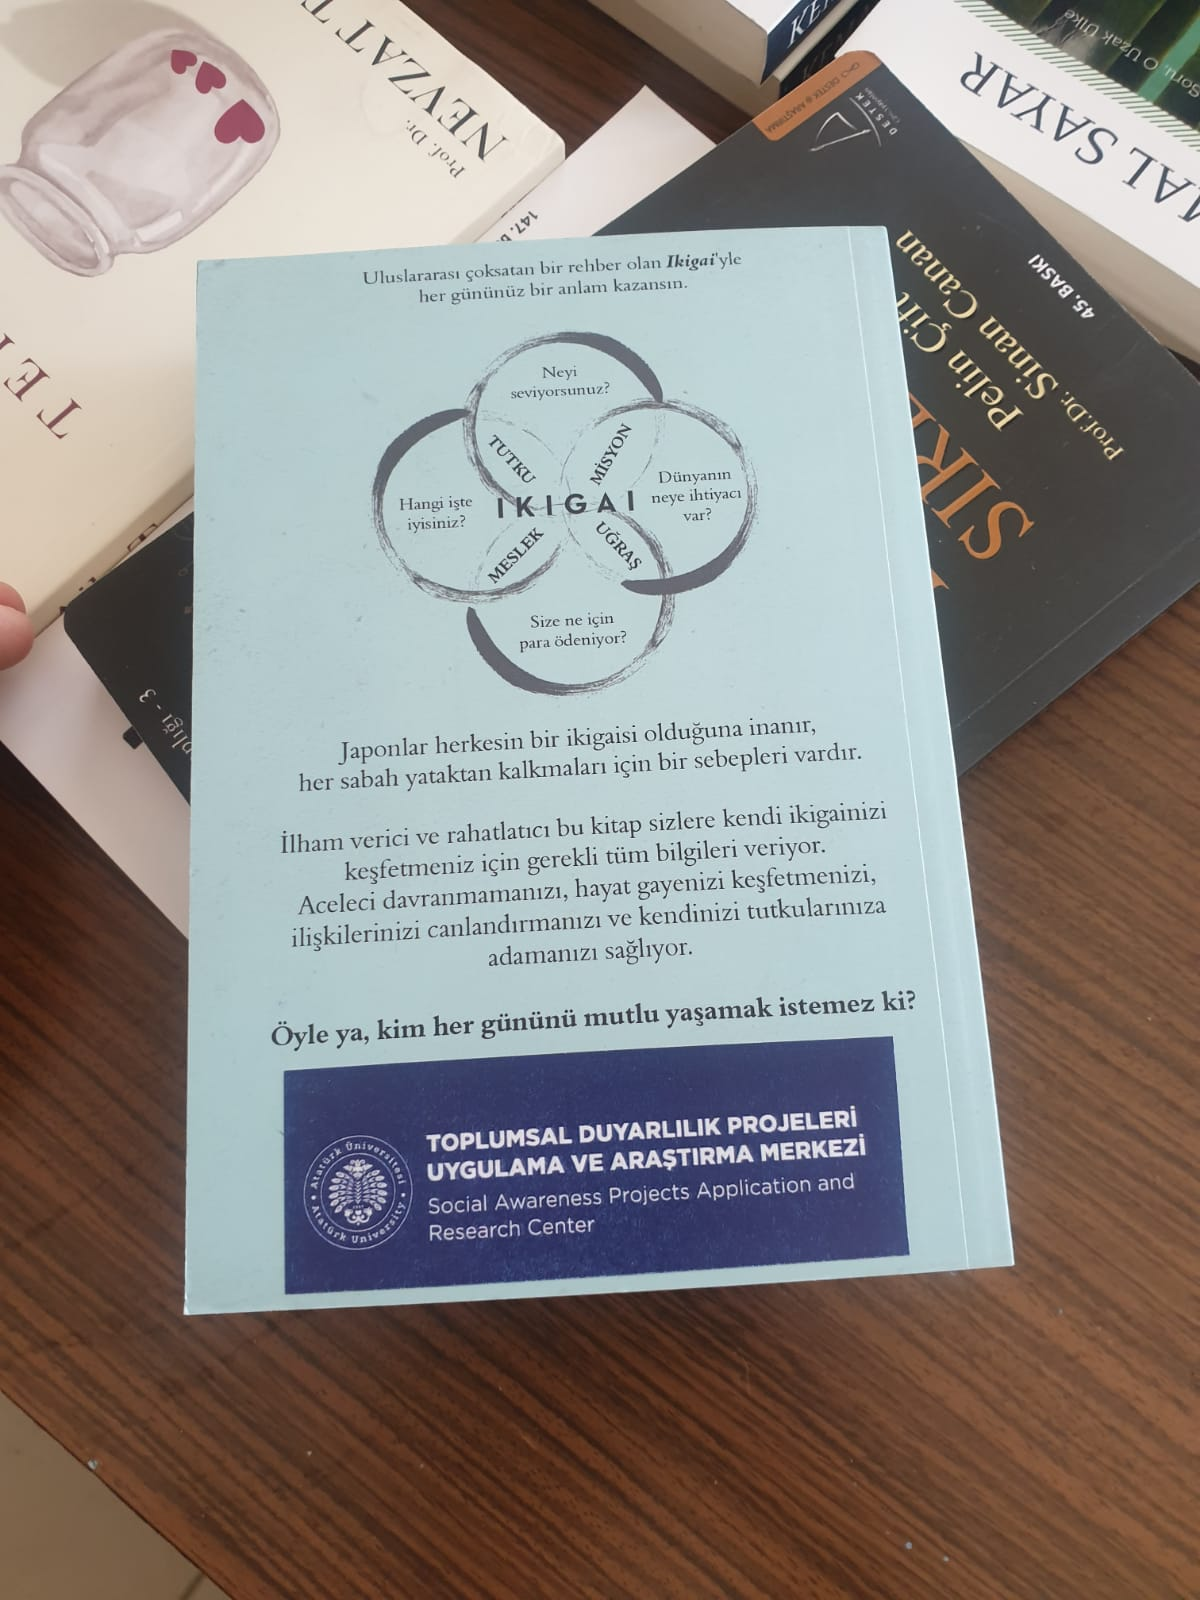 Uluslararası çoksatan bir rehber olan Ikigai'yle
her gününüz bir anlam kazansın.
Neyi
seviyorsunuz?
TUTKU
MİSYON
Hangi işte
iyisiniz?
IKIGAI
Dünyanın
neye ihtiyacı
var?
MESLEK
UĞRAŞ
Size ne için
para ödeniyor?
Japonlar herkesin bir ikigaisi olduğuna inanır,
her sabah yataktan kalkmaları için bir sebepleri vardır.
İlham verici ve rahatlatıcı bu kitap sizlere kendi ikigainizi
keşfetmeniz için gerekli tüm bilgileri veriyor.
Aceleci davranmamanızı, hayat gayenizi keşfetmenizi,
ilişkilerinizi canlandırmanızı ve kendinizi tutkularınıza
adamanızı sağlıyor.
Öyle ya, kim her gününü mutlu yaşamak istemez ki?
Atatürk Üniversitesi
Atatürk University
TOPLUMSAL DUYARLILIK PROJELERİ
UYGULAMA VE ARAŞTIRMA MERKEZİ
Social Awareness Projects Application and
Research Center
Prof. Dr.
NEVZAT T
147.
DESTEK ARAŞTIRMA
DESTEK
45. BASKI
Pelin Çift
Prof.Dr. Sinan Canan
O Uzak Ülke
SAYAR